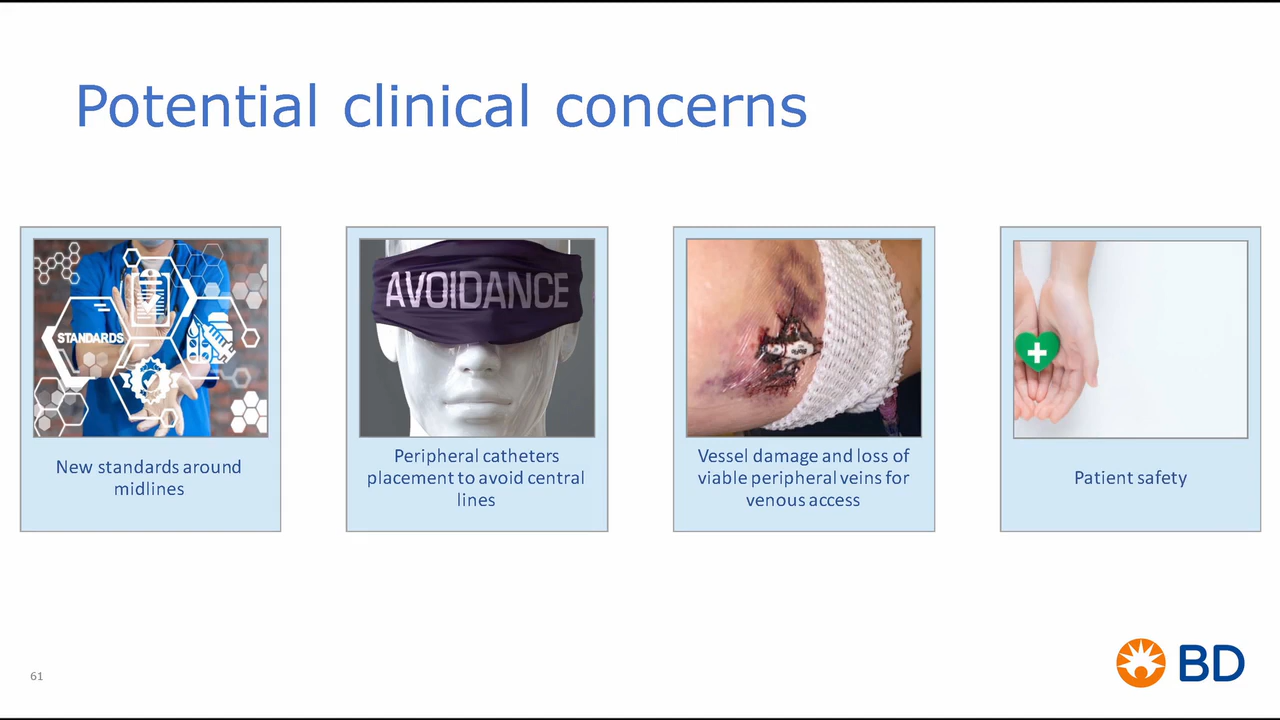 Potential clinical concerns
STANDARDS
New standards around
midlines
AVOIDANCE
Peripheral catheters
placement to avoid central
lines
Vessel damage and loss of
viable peripheral veins for
venous access
Patient safety
61
BD